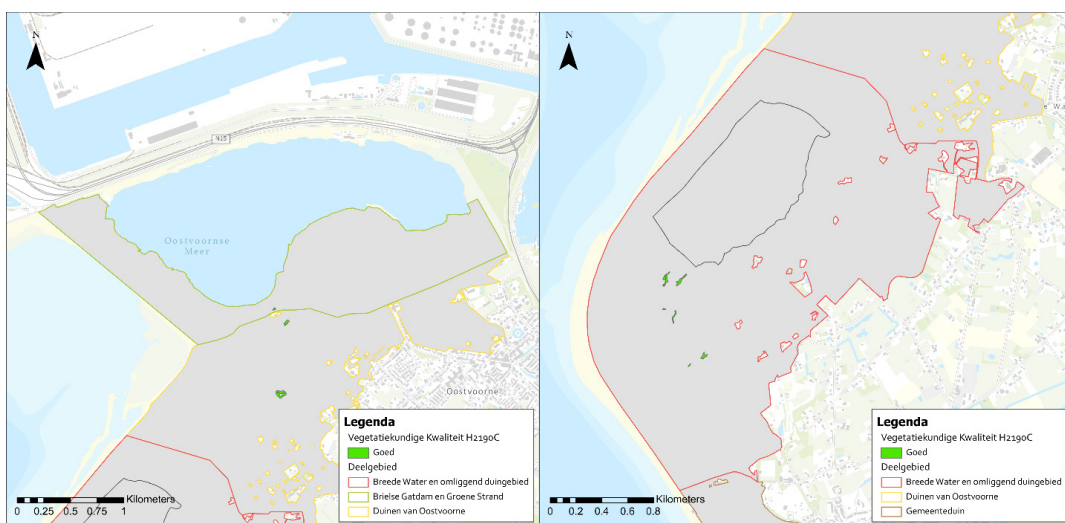 N
N15
Oostvoornse
Meer
Oostvoorne
Legenda
Vegetatiekundige Kwaliteit H2190C
Goed
Deelgebied
Breede Water en omliggend duingebied
Brielse Gatdam en Groene Strand
Duinen van Oostvoorne
Kilometers
0 0.25 0.5 0.75 1
N
Legenda
Vegetatiekundige Kwaliteit H2190C
Goed
Deelgebied
Breede Water en omliggend duingebied
Duinen van Oostvoorne
Gemeenteduin
Kilometers
0 0.2 0.4 0.6 0.8